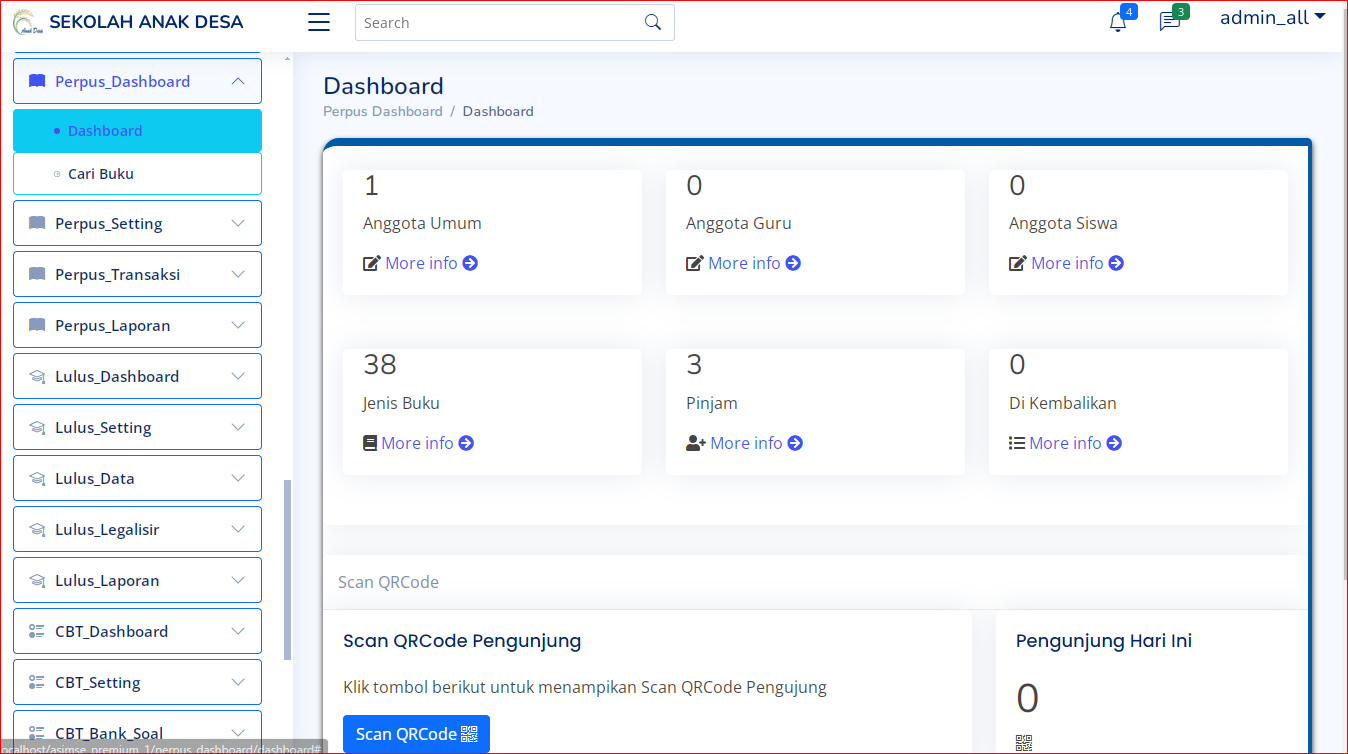 SEKOLAH ANAK DESA
Search
4
3
admin_all
Perpus_Dashboard
Dashboard
Cari Buku
Perpus_Setting
Perpus_Transaksi
Perpus_Laporan
Lulus_Dashboard
Lulus_Setting
Lulus_Data
Lulus_Legalisir
Lulus_Laporan
CBT_Dashboard
CBT_Setting
CBT_Bank_Soal
Dashboard
Perpus Dashboard / Dashboard
1
Anggota Umum
More info
0
Anggota Guru
More info
0
Anggota Siswa
More info
38
Jenis Buku
More info
3
Pinjam
More info
0
Di Kembalikan
More info
Scan QRCode
Scan QRCode Pengunjung
Klik tombol berikut untuk menampikan Scan QRCode Pengujung
Scan QRCode
Pengunjung Hari Ini
0
ocalhost/asimse_premium_1/perpus_dashboard/dashboard#